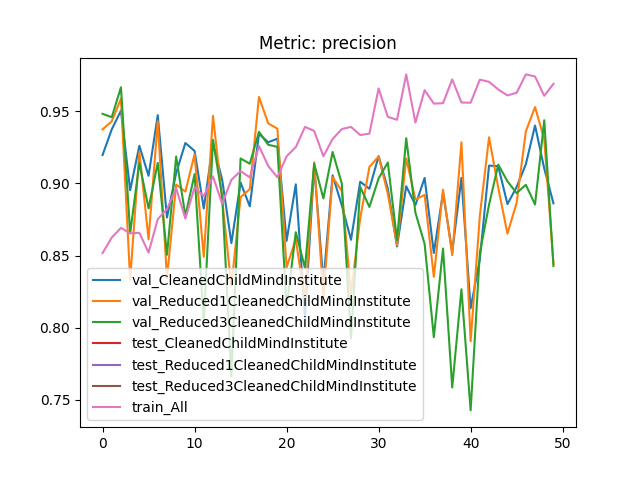 Metric: precision
0.95
0.90
0.85
0.80
0.75
val_CleanedChildMindInstitute
val_Reduced1CleanedChildMindInstitute
val_Reduced3CleanedChildMindInstitute
test_CleanedChildMindInstitute
test_Reduced1CleanedChildMindInstitute
test_Reduced3CleanedChildMindInstitute
train_All
0 10 20 30 40 50